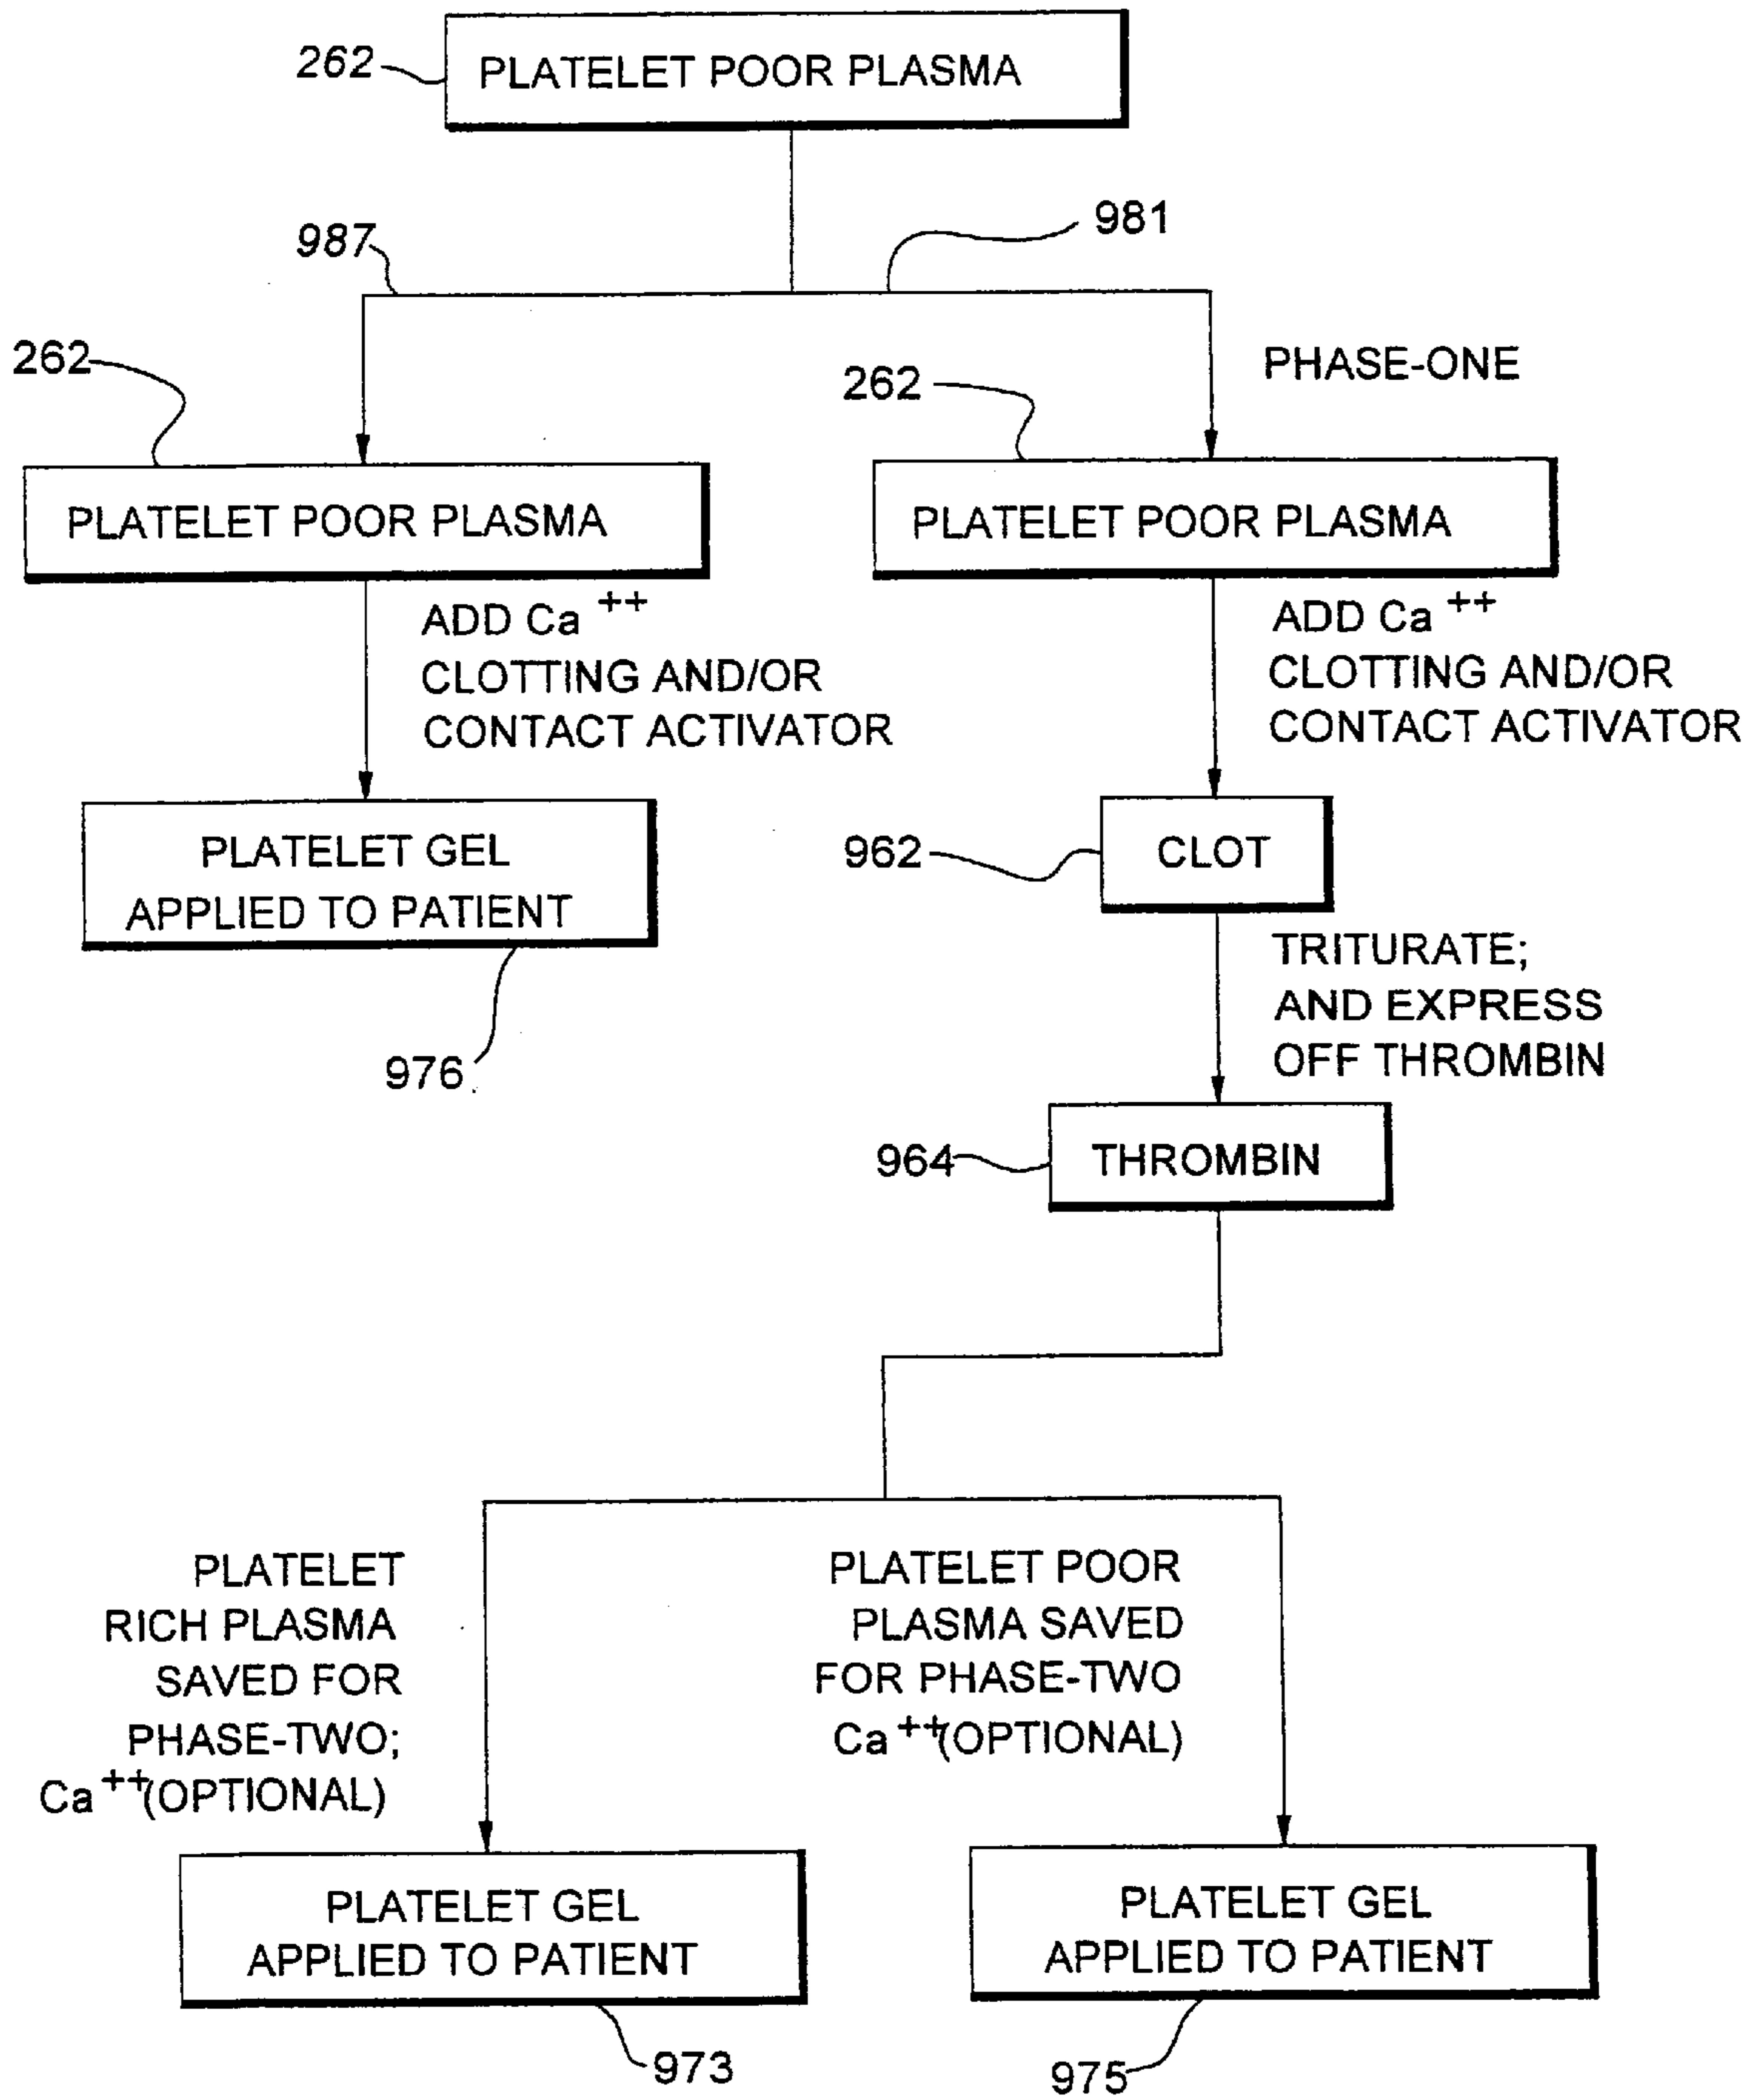 262
PLATELET POOR PLASMA
987
981
262
262
PHASE-ONE
PLATELET POOR PLASMA
PLATELET POOR PLASMA
ADD Ca ++
CLOTTING AND/OR
CONTACT ACTIVATOR
ADD Ca ++
CLOTTING AND/OR
CONTACT ACTIVATOR
PLATELET GEL
APPLIED TO PATIENT
976
962
CLOT
TRITURATE;
AND EXPRESS
OFF THROMBIN
964
THROMBIN
PLATELET
RICH PLASMA
SAVED FOR
PHASE-TWO;
Ca ++(OPTIONAL)
PLATELET POOR
PLASMA SAVED
FOR PHASE-TWO
Ca ++(OPTIONAL)
PLATELET GEL
APPLIED TO PATIENT
973
PLATELET GEL
APPLIED TO PATIENT
975